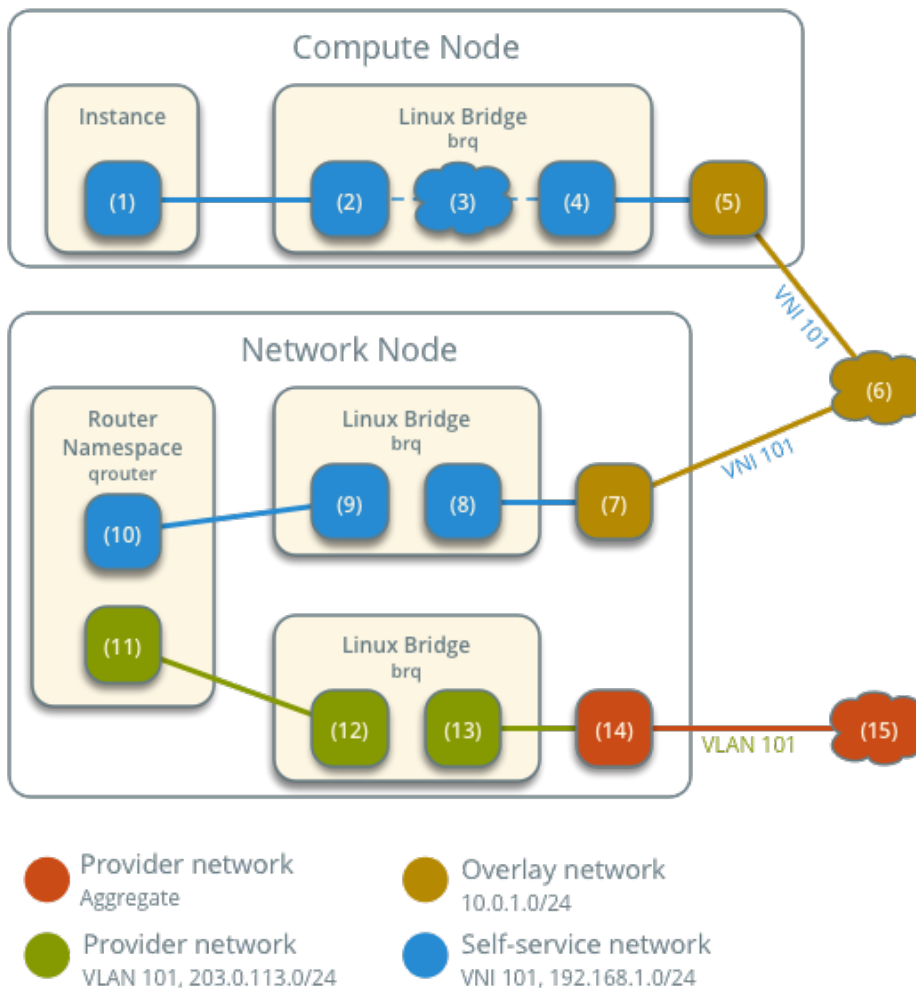 Compute Node
Instance
Linux Bridge
brq
(1)
(2)
(3)
(4)
(5)
VNI 101
(6)
VNI 101
Network Node
Router
Namespace
qrouter
Linux Bridge
brq
(10)
(9)
(8)
(7)
(11)
Linux Bridge
brq
(12)
(13)
(14)
VLAN 101
(15)
Provider network
Aggregate
Overlay network
10.0.1.0/24
Provider network
VLAN 101, 203.0.113.0/24
Self-service network
VNI 101, 192.168.1.0/24